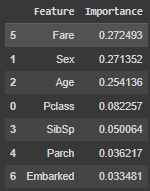 Feature Importance
5 Fare 0.272493
1 Sex 0.271352
2 Age 0.254136
0 Pclass 0.082257
3 SibSp 0.050064
4 Parch 0.036217
6 Embarked 0.033481